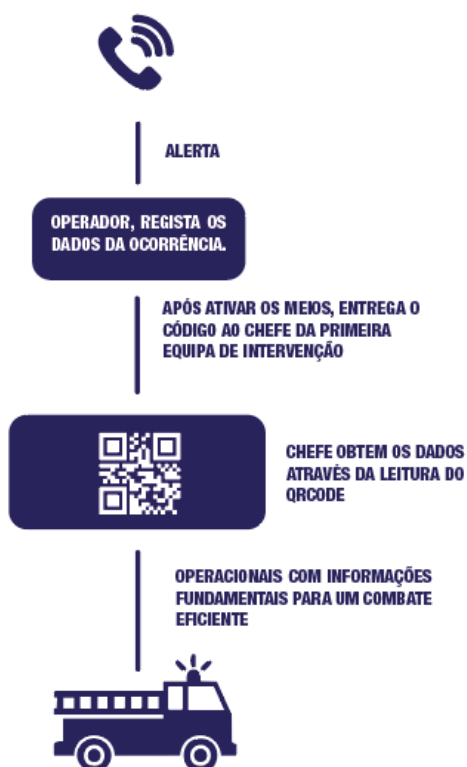 ALERTA
OPERADOR, REGISTA OS
DADOS DA OCORRÊNCIA.
APÓS ATIVAR OS MEIOS, ENTREGA O
CÓDIGO AO CHEFE DA PRIMEIRA
EQUIPA DE INTERVENÇÃO
CHEFE OBTEM OS DADOS
ATRAVÉS DA LEITURA DO
QRCODE
OPERACIONAIS COM INFORMAÇÕES
FUNDAMENTAIS PARA UM COMBATE
EFICIENTE